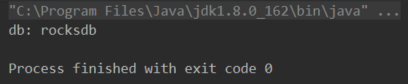 "C:\Program Files\Java\jdk1.8.0_162\bin\java" ...
db: rocksdb
Process finished with exit code 0